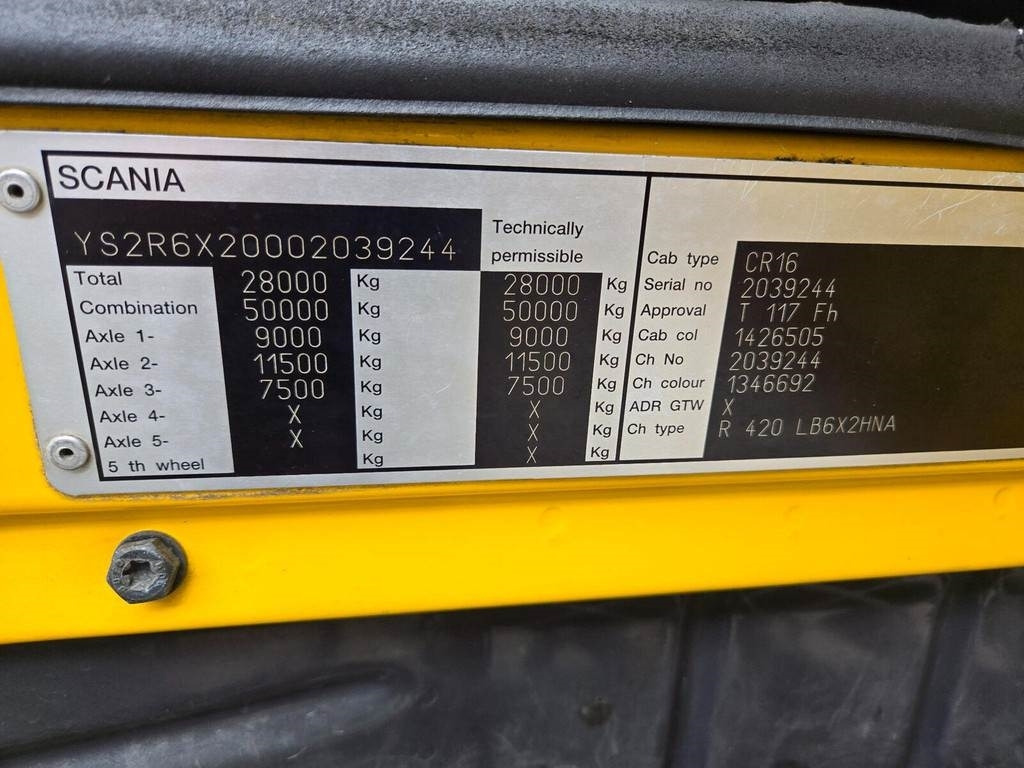 SCANIA
YS2R6X20002039244
Technically
permissible
Total 28000 Kg 28000 Kg
Combination 50000 Kg 50000 Kg
Axle 1- 9000 Kg 9000 Kg
Axle 2- 11500 Kg 11500 Kg
Axle 3- 7500 Kg 7500 Kg
Axle 4- X Kg X Kg
Axle 5- X Kg X Kg
5 th wheel Kg X Kg
Cab type CR16
Serial no 2039244
Approval T 117 Fh
Cab col 1426505
Ch No 2039244
Ch colour 1346692
ADR GTW X
Ch type R 420 LB6X2HNA